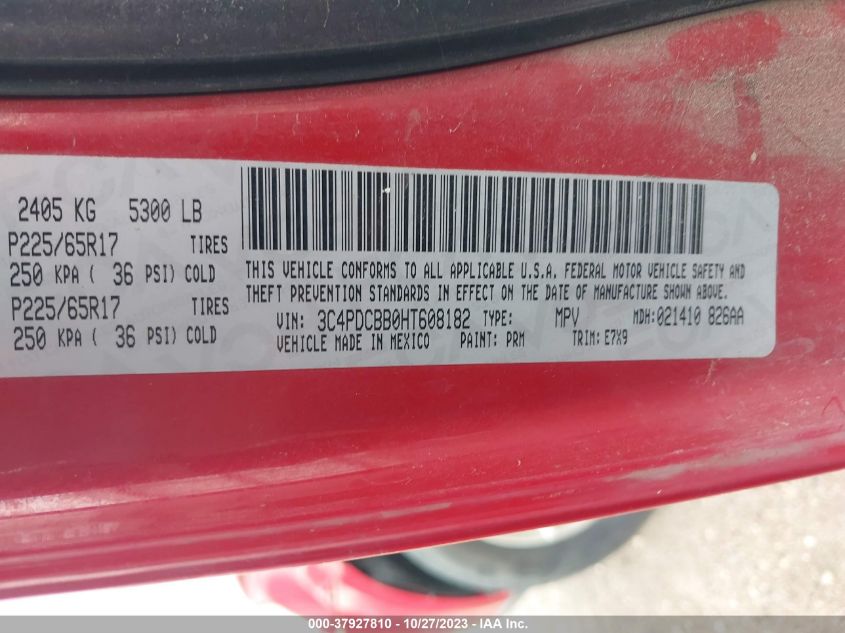 2405 KG 5300 LB
P225/65R17 TIRES
250 KPA ( 36 PSI) COLD
P225/65R17 TIRES
250 KPA ( 36 PSI) COLD
THIS VEHICLE CONFORMS TO ALL APPLICABLE U.S.A. FEDERAL MOTOR VEHICLE SAFETY AND
THEFT PREVENTION STANDARDS IN EFFECT ON THE DATE OF MANUFACTURE SHOWN ABOVE.
VIN: 3C4PDCBB0HT608182 TYPE: MPV MDH:021410 826AA
VEHICLE MADE IN MEXICO PAINT: PRM TRIM: E7X9
000-37927810 - 10/27/2023 - IAA Inc.